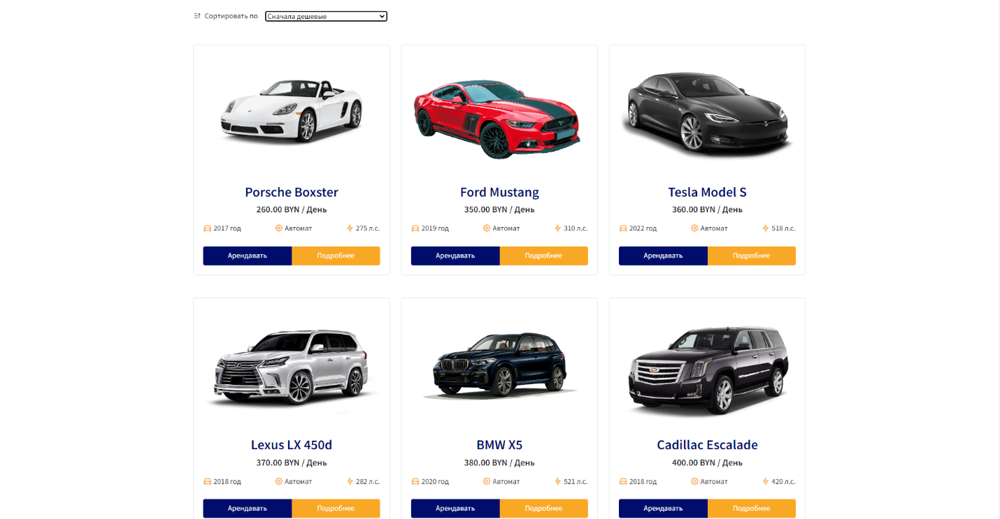 Сортировать по Сначала дешевые
Porsche Boxster Ford Mustang Tesla Model S
260.00 BYN / День 350.00 BYN / День 360.00 BYN / День
2017 год Автомат 275 л.с. 2019 год Автомат 310 л.с. 2022 год Автомат 518 л.с.
Арендавать Подробнее Арендавать Подробнее Арендавать Подробнее
Lexus LX 450d BMW X5 Cadillac Escalade
370.00 BYN / День 380.00 BYN / День 400.00 BYN / День
2018 год Автомат 282 л.с. 2020 год Автомат 521 л.с. 2018 год Автомат 420 л.с.
Арендавать Подробнее Арендавать Подробнее Арендавать Подробнее